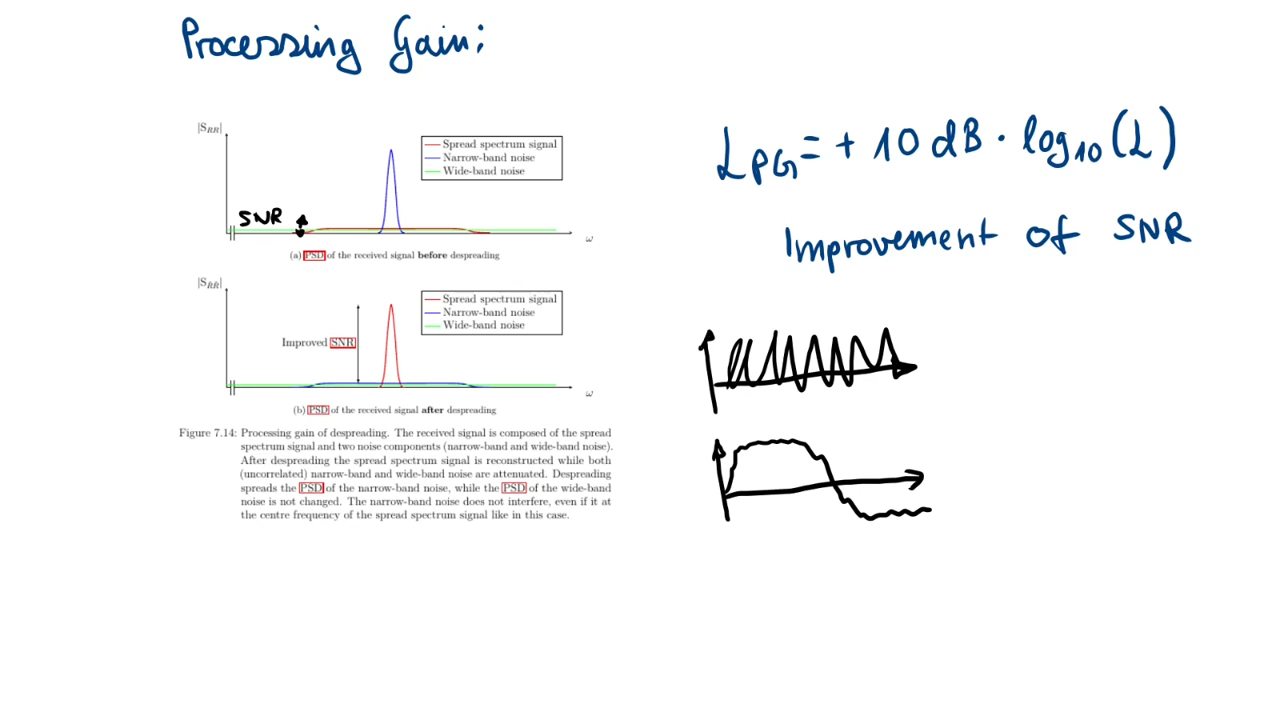 Processing Gain:
|S_RR|
Spread spectrum signal
Narrow-band noise
Wide-band noise
SNR
ω
(a) PSD of the received signal before despreading
|S_R̃R̃|
Spread spectrum signal
Narrow-band noise
Wide-band noise
Improved SNR
ω
(b) PSD of the received signal after despreading
Figure 7.14: Processing gain of despreading. The received signal is composed of the spread
spectrum signal and two noise components (narrow-band and wide-band noise).
After despreading the spread spectrum signal is reconstructed while both
(uncorrelated) narrow-band and wide-band noise are attenuated. Despreading
spreads the PSD of the narrow-band noise, while the PSD of the wide-band
noise is not changed. The narrow-band noise does not interfere, even if it at
the centre frequency of the spread spectrum signal like in this case.
L_PG = + 10 dB · log₁₀ (L)
Improvement of SNR